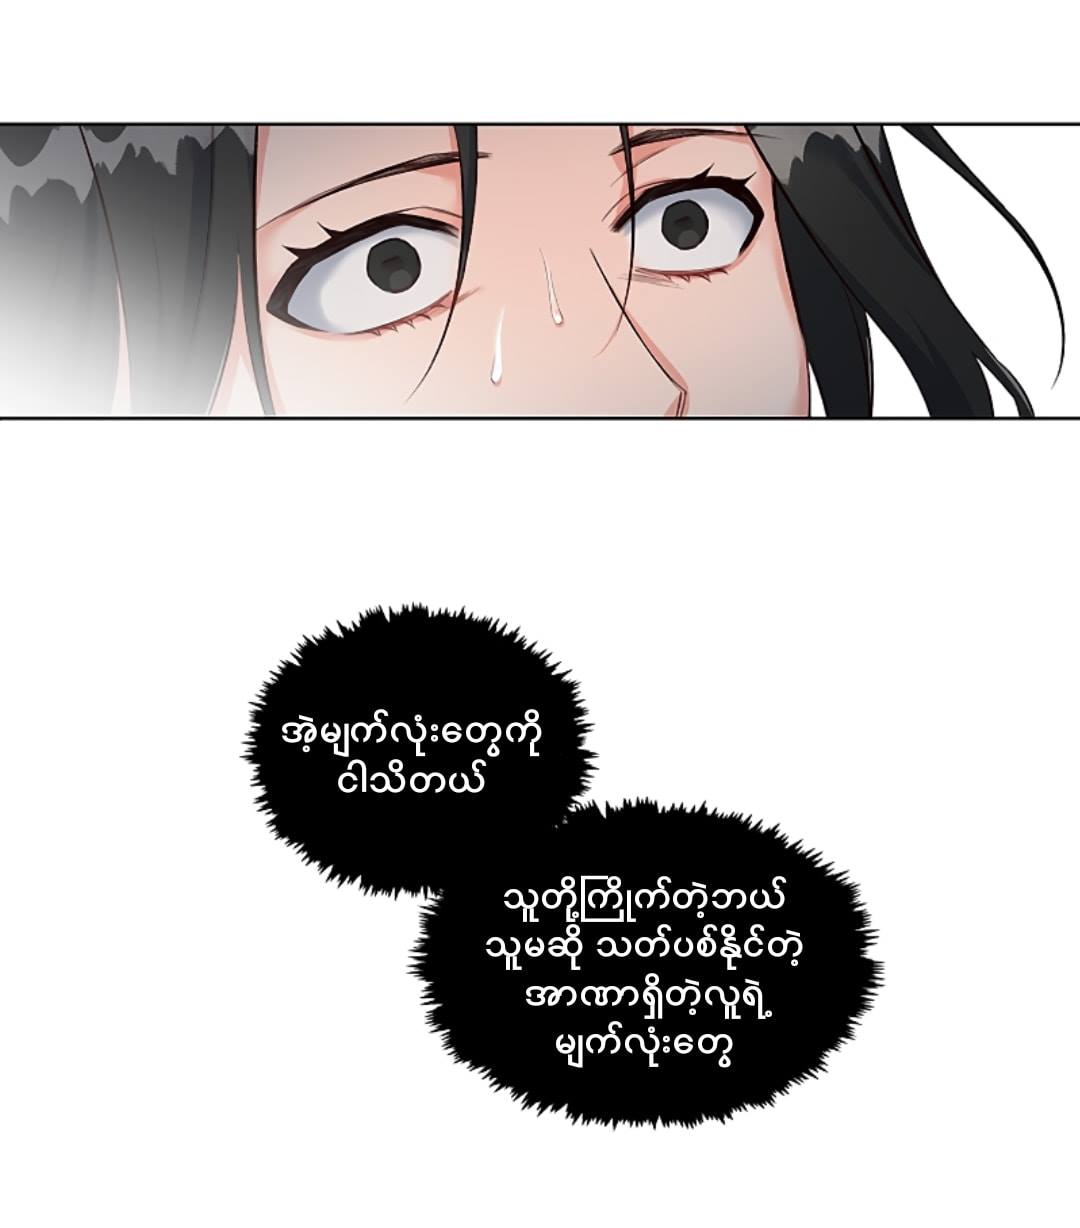 အဲ့မျက်လုံးတွေကို
ငါသိတယ်
သူတို့ကြိုက်တဲ့ဘယ်
သူမဆို သတ်ပစ်နိုင်တဲ့
အာဏာရှိတဲ့လူရဲ့
မျက်လုံးတွေ